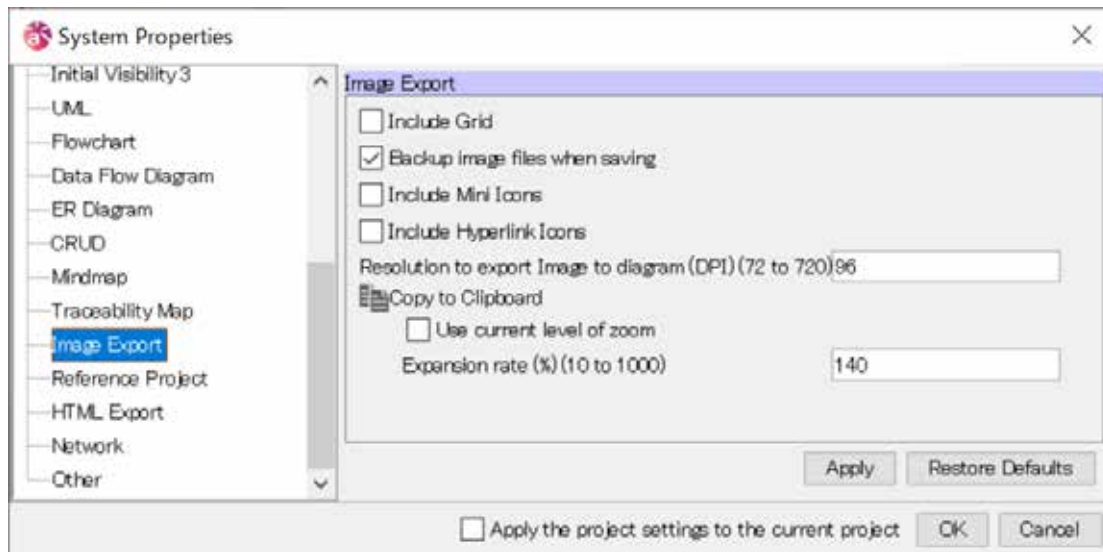 System Properties
Initial Visibility3
UML
Flowchart
Data Flow Diagram
ER Diagram
CRUD
Mindmap
Traceability Map
Image Export
Reference Project
HTML Export
Network
Other
Image Export
Include Grid
Backup image files when saving
Include Mini Icons
Include Hyperlink Icons
Resolution to export Image to diagram (DPI) (72 to 720) 96
Copy to Clipboard
Use current level of zoom
Expansion rate (%) (10 to 1000) 140
Apply Restore Defaults
Apply the project settings to the current project OK Cancel